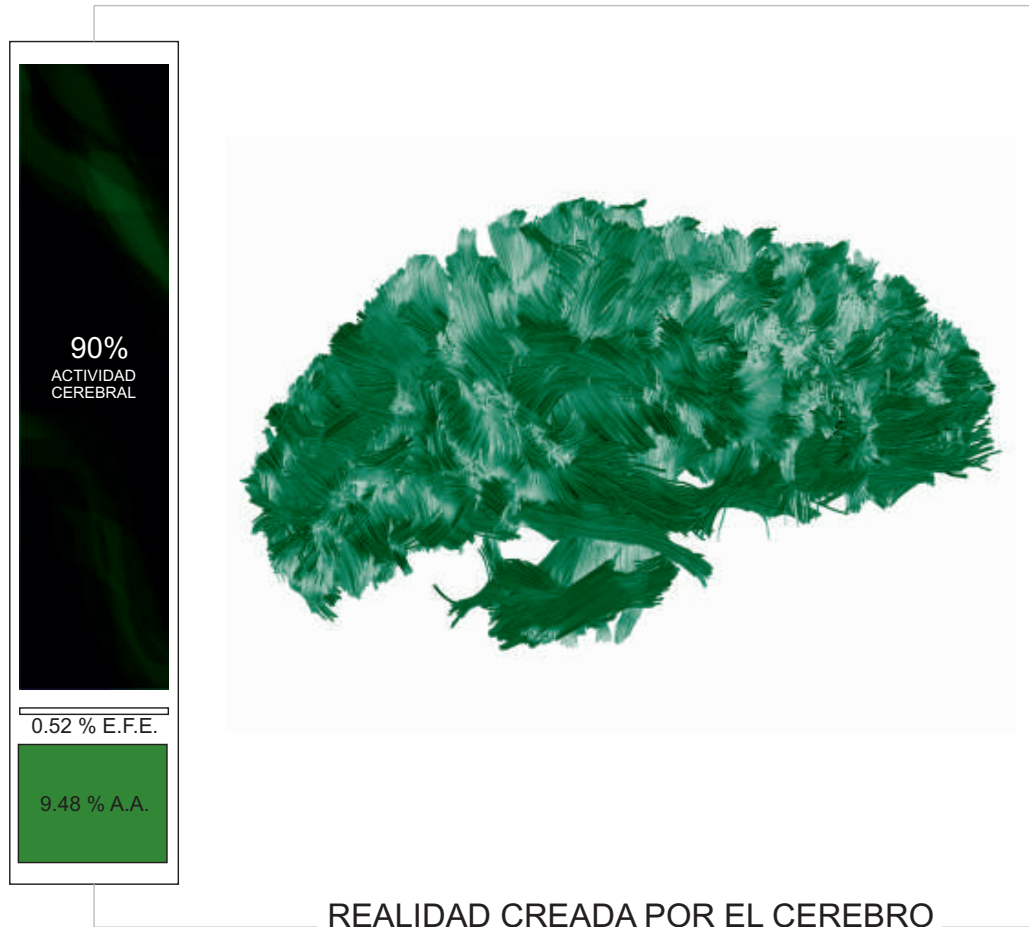 90%
ACTIVIDAD
CEREBRAL
0.52 % E.F.E.
9.48 % A.A.
REALIDAD CREADA POR EL CEREBRO